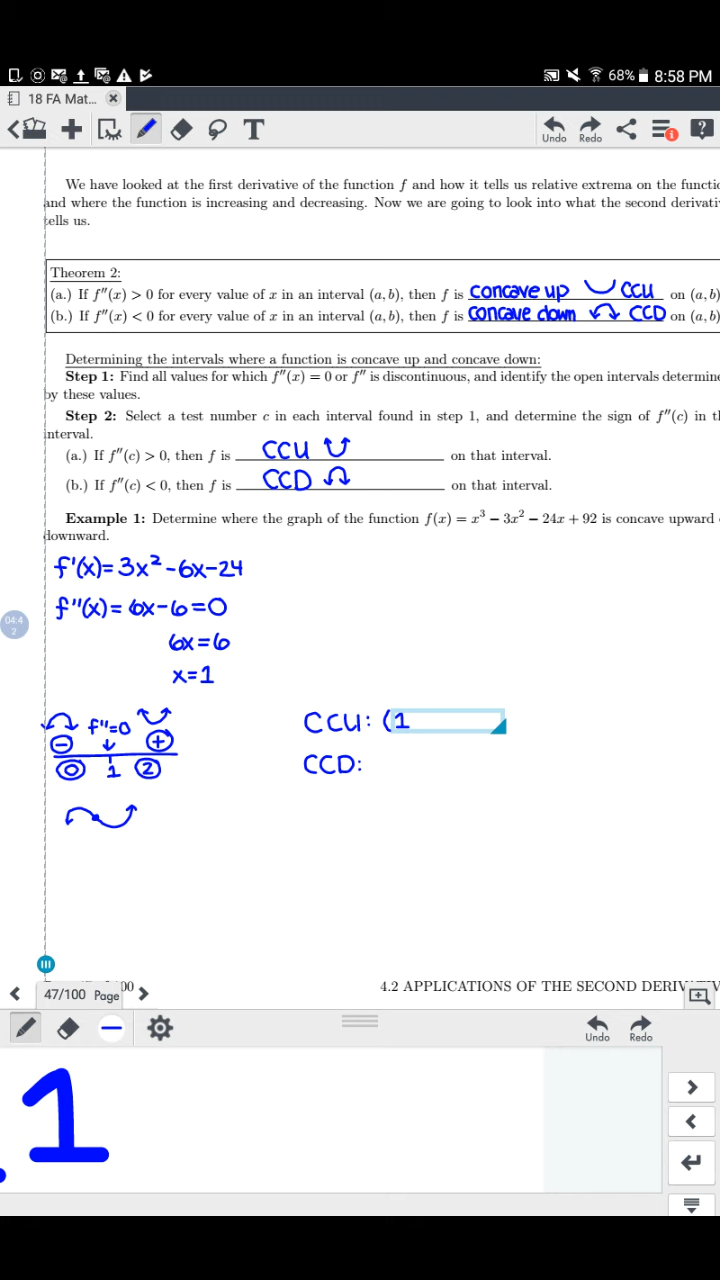 68% 8:58 PM
18 FA Mat...
T
Undo Redo
We have looked at the first derivative of the function f and how it tells us relative extrema on the
and where the function is increasing and decreasing. Now we are going to look into what the second
tells us.
Theorem 2:
(a.) If f″(x) > 0 for every value of x in an interval (a, b), then f is concave up CCU on (a, b)
(b.) If f″(x) < 0 for every value of x in an interval (a, b), then f is concave down CCD on (a, b)
Determining the intervals where a function is concave up and concave down:
Step 1: Find all values for which f″(x) = 0 or f″ is discontinuous, and identify the open intervals
by these values.
Step 2: Select a test number c in each interval found in step 1, and determine the sign of f″(c) in
interval.
(a.) If f″(c) > 0, then f is CCU on that interval.
(b.) If f″(c) < 0, then f is CCD on that interval.
Example 1: Determine where the graph of the function f(x) = x³ − 3x² − 24x + 92 is concave upward
downward.
f'(x)=3x²-6x-24
f"(x)=6x-6=0
6x=6
x=1
f"=0
− +
0 1 2
CCU: (1
CCD:
04:4
2
47/100 Page
4.2 APPLICATIONS OF THE SECOND
Undo Redo
1